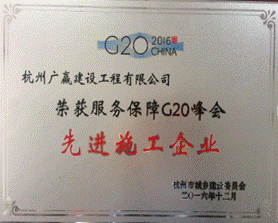 G20 2016
CHINA
杭州广赢建设工程有限公司
荣获服务保障G20峰会
先进施工企业
杭州市城乡建设委员会
二〇一六年十二月